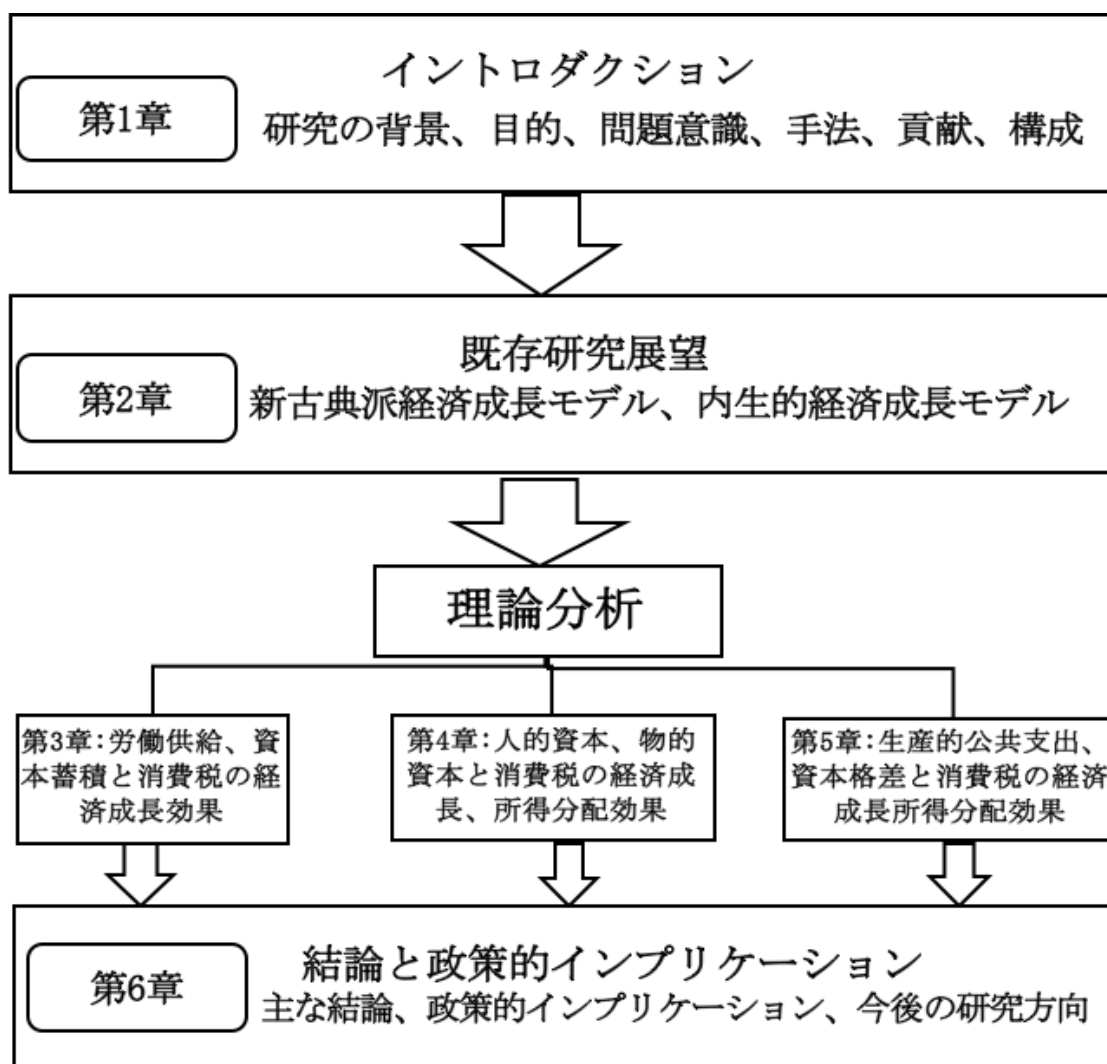 イントロダクション
第1章
研究の背景、目的、問題意識、手法、貢献、構成
既存研究展望
第2章
新古典派経済成長モデル、内生的経済成長モデル
理論分析
第3章:労働供給、資
本蓄積と消費税の経
済成長効果
第4章:人的資本、物的
資本と消費税の経済成
長、所得分配効果
第5章:生産的公共支出、
資本格差と消費税の経済
成長所得分配効果
結論と政策的インプリケーション
第6章
主な結論、政策的インプリケーション、今後の研究方向